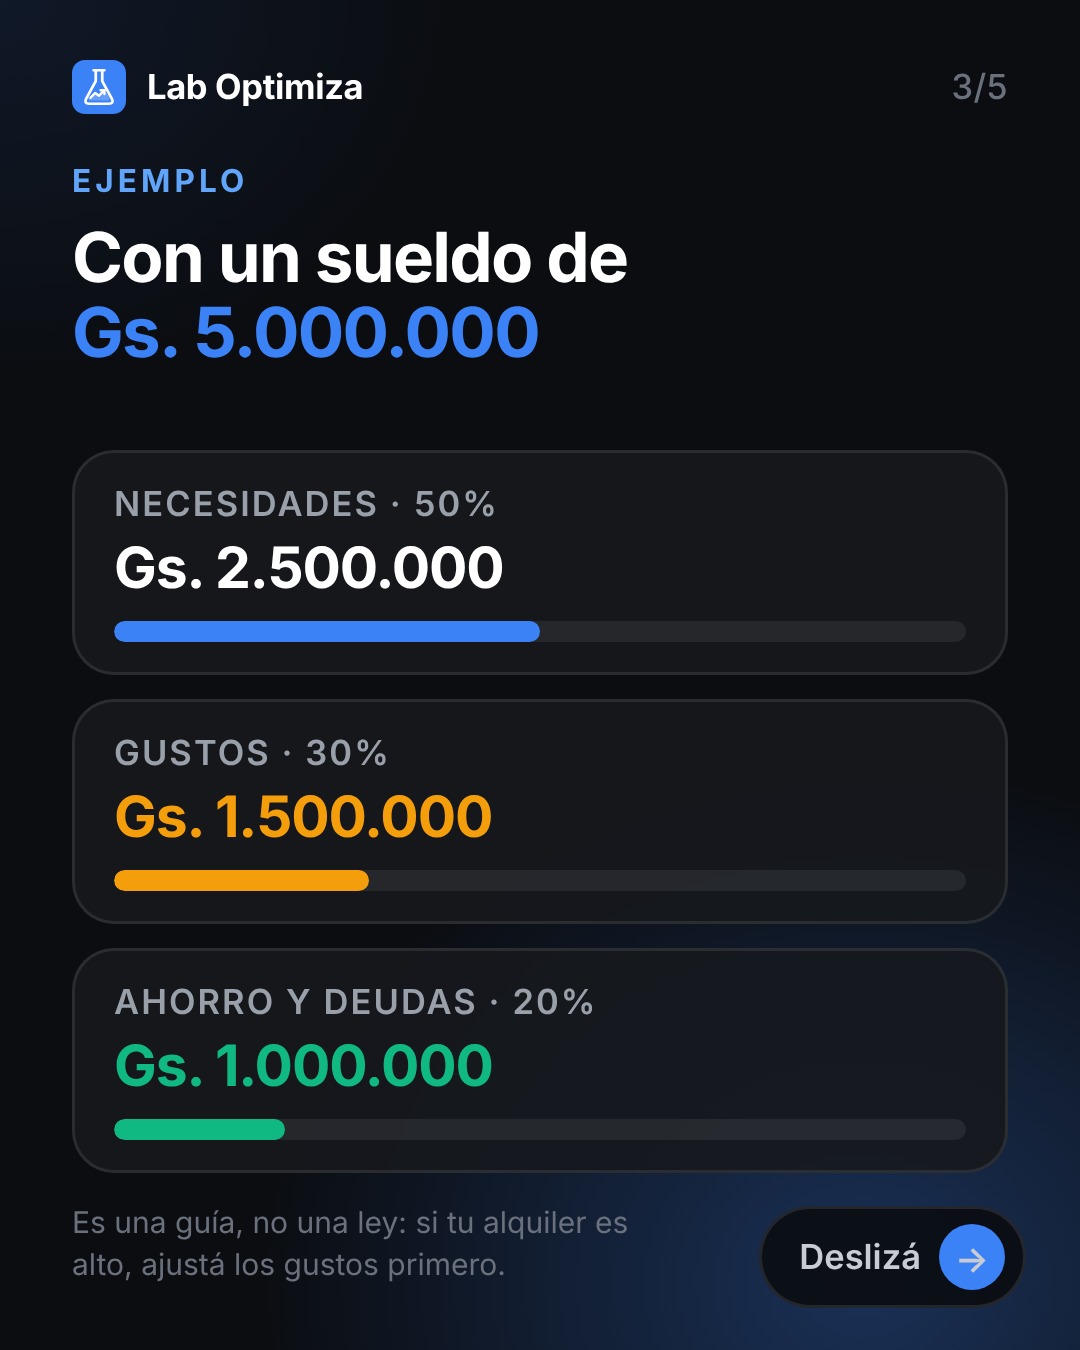 Lab Optimiza
3/5
EJEMPLO
Con un sueldo de
Gs. 5.000.000
NECESIDADES · 50%
Gs. 2.500.000
GUSTOS · 30%
Gs. 1.500.000
AHORRO Y DEUDAS · 20%
Gs. 1.000.000
Es una guía, no una ley: si tu alquiler es
alto, ajustá los gustos primero.
Deslizá →